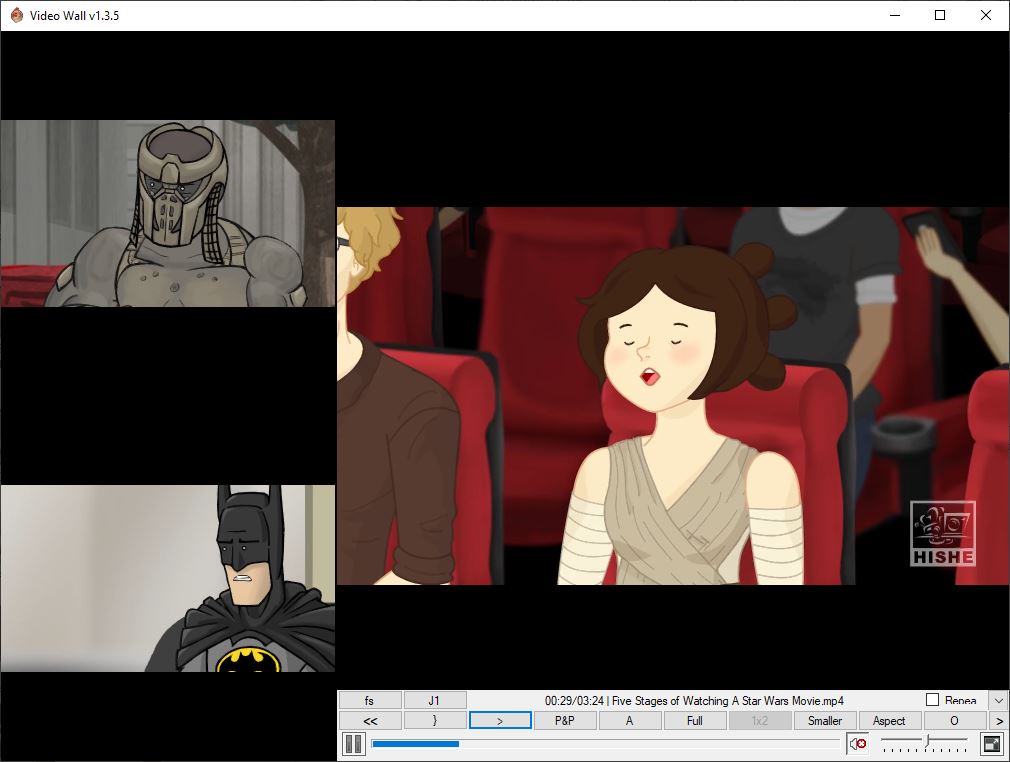 Video Wall v1.3.5
HISHE
fs J1 00:29/03:24 | Five Stages of Watching A Star Wars Movie.mp4 Repea
<< } > P&P A Full 1x2 Smaller Aspect O >